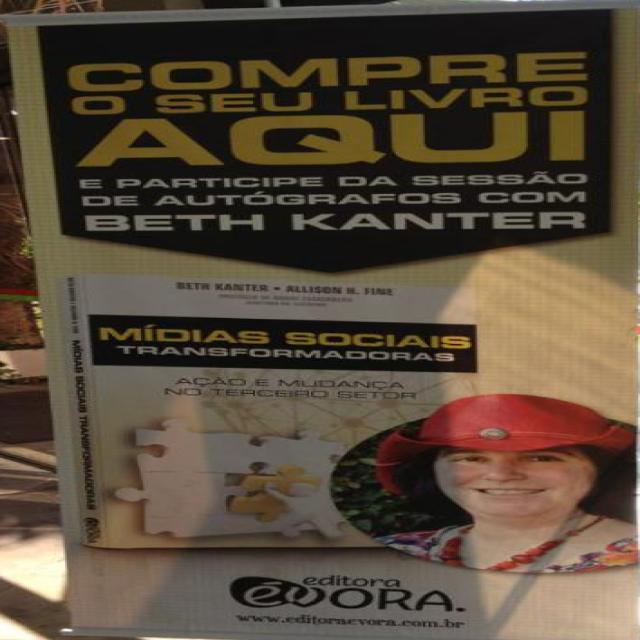 COMPRE
O SEU LIVRO
AQUI
E PARTICIPE DA SESSÃO
DE AUTÓGRAFOS COM
BETH KANTER
BETH KANTER • ALLISON H. FINE
MÍDIAS SOCIAIS
TRANSFORMADORAS
AÇÃO E MUDANÇA
NO TERCEIRO SETOR
MÍDIAS SOCIAIS TRANSFORMADORAS
editora
évORA.
www.editoraevora.com.br